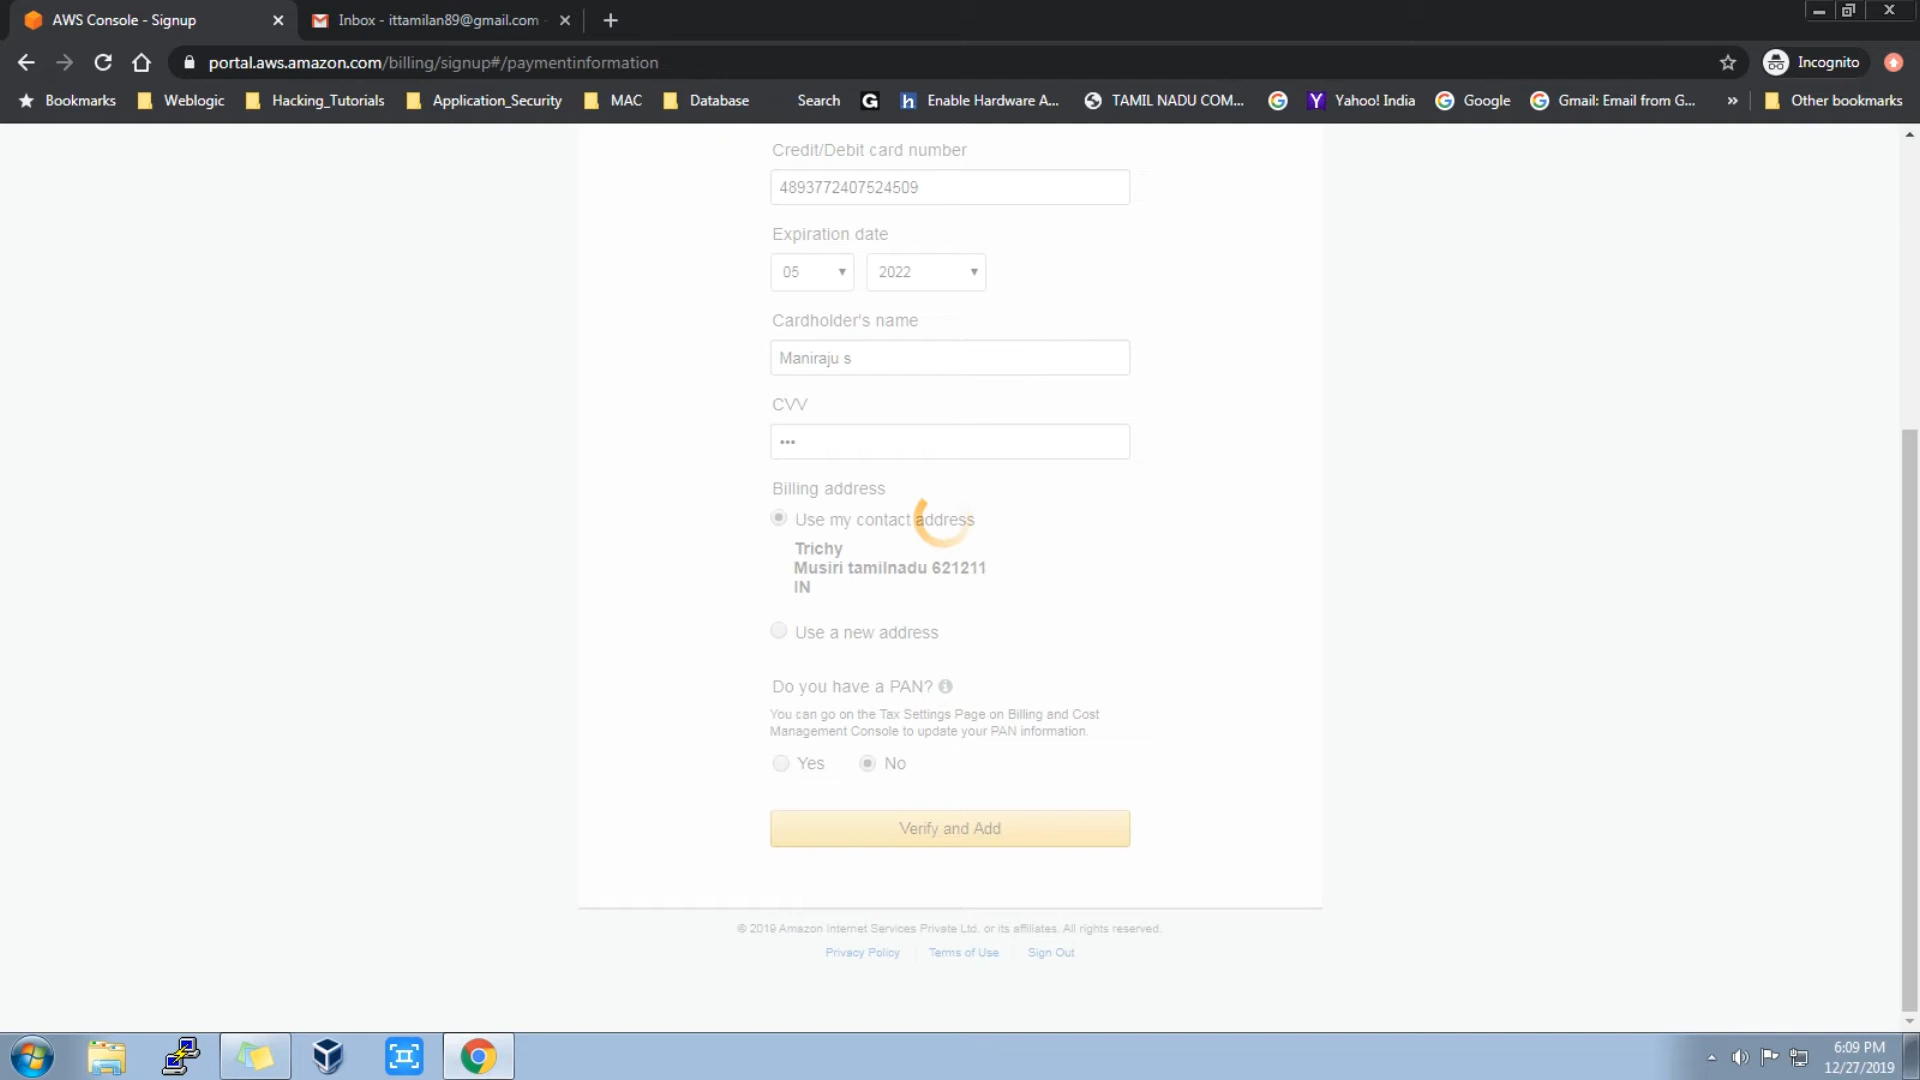 AWS Console - Signup
Inbox - ittamilan89@gmail.com
portal.aws.amazon.com/billing/signup#/paymentinformation
Incognito
Bookmarks
Weblogic
Hacking_Tutorials
Application_Security
MAC
Database
Search
Enable Hardware A...
TAMIL NADU COM...
Yahoo! India
Google
Gmail: Email from G...
»
Other bookmarks
Credit/Debit card number
4893772407524509
Expiration date
05 2022
Cardholder's name
Maniraju s
CVV
•••
Billing address
Use my contact address
Trichy
Musiri tamilnadu 621211
IN
Use a new address
Do you have a PAN?
You can go on the Tax Settings Page on Billing and Cost
Management Console to update your PAN information.
Yes No
Verify and Add
© 2019 Amazon Internet Services Private Ltd. or its affiliates. All rights reserved.
Privacy Policy Terms of Use Sign Out
6:09 PM
12/27/2019